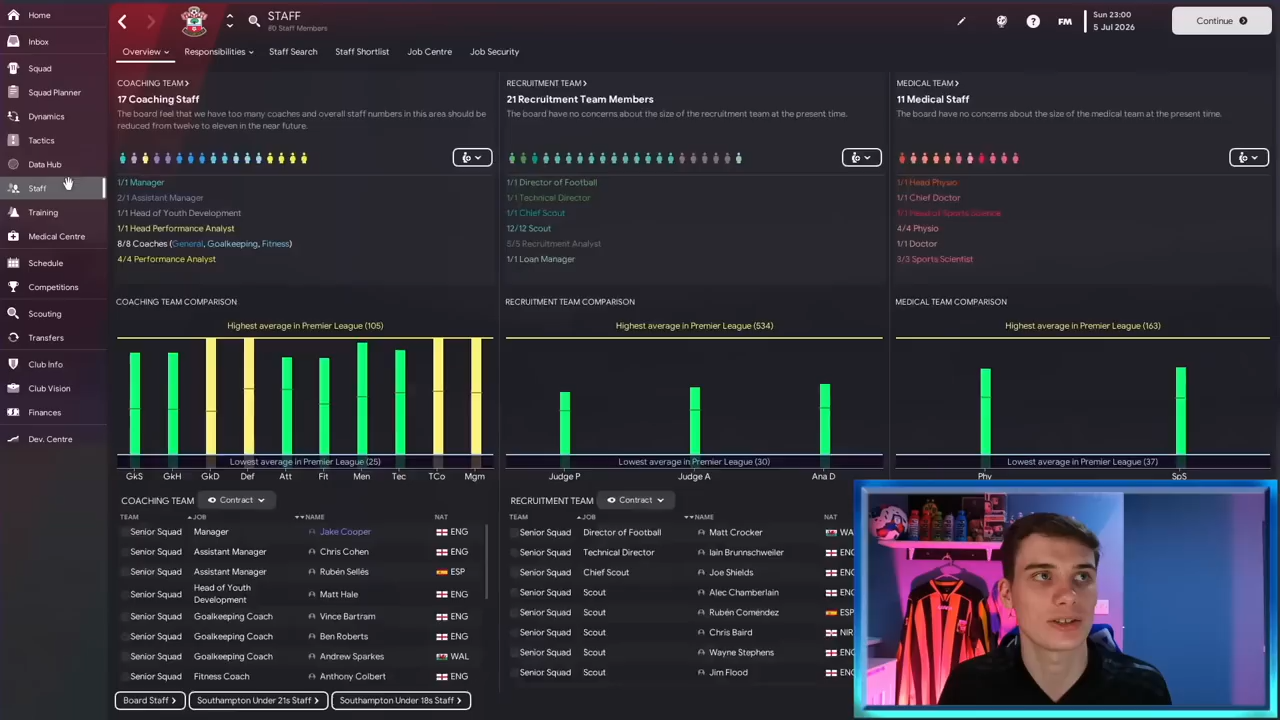 Home
Inbox
Squad
Squad Planner
Dynamics
Tactics
Data Hub
Staff
Training
Medical Centre
Schedule
Competitions
Scouting
Transfers
Club Info
Club Vision
Finances
Dev. Centre
STAFF
FM
Sun 23:00
5 Jul 2026
Continue
Overview
Responsibilities
Staff Search
Staff Shortlist
Job Centre
Job Security
COACHING TEAM
17 Coaching Staff
The board feel that we have too many coaches and overall staff numbers in this area should be
reduced from twelve to eleven in the near future.
1/1 Manager
2/1 Assistant Manager
1/1 Head of Youth Development
1/1 Head Performance Analyst
8/8 Coaches (General, Goalkeeping, Fitness)
4/4 Performance Analyst
RECRUITMENT TEAM
21 Recruitment Team Members
The board have no concerns about the size of the recruitment team at the present time.
1/1 Director of Football
1/1 Technical Director
1/1 Chief Scout
12/12 Scout
5/5 Recruitment Analyst
1/1 Loan Manager
MEDICAL TEAM
11 Medical Staff
The board have no concerns about the size of the medical team at the present time.
1/1 Head Physio
1/1 Chief Doctor
1/1 Head of Sports Science
4/4 Physio
1/1 Doctor
3/3 Sports Scientist
COACHING TEAM COMPARISON
Highest average in Premier League (105)
Lowest average in Premier League (25)
GkS GkH GkD Def Att Fit Men Tec TCo Mgm
RECRUITMENT TEAM COMPARISON
Highest average in Premier League (534)
Lowest average in Premier League (30)
Judge P Judge A Ana D
MEDICAL TEAM COMPARISON
Highest average in Premier League (163)
Lowest average in Premier League (37)
Phy SpS
COACHING TEAM Contract
TEAM JOB NAME NAT
Senior Squad Manager Jake Cooper ENG
Senior Squad Assistant Manager Chris Cohen ENG
Senior Squad Assistant Manager Rubén Sellés ESP
Senior Squad Head of Youth Development Matt Hale ENG
Senior Squad Goalkeeping Coach Vince Bartram ENG
Senior Squad Goalkeeping Coach Ben Roberts ENG
Senior Squad Goalkeeping Coach Andrew Sparkes WAL
Senior Squad Fitness Coach Anthony Colbert ENG
RECRUITMENT TEAM Contract
TEAM JOB NAME NAT
Senior Squad Director of Football Matt Crocker WA
Senior Squad Technical Director Iain Brunnschweiler ENG
Senior Squad Chief Scout Joe Shields ENG
Senior Squad Scout Alec Chamberlain ENG
Senior Squad Scout Rubén Coméndez ESP
Senior Squad Scout Chris Baird NIR
Senior Squad Scout Wayne Stephens ENG
Senior Squad Scout Jim Flood ENG
Board Staff
Southampton Under 21s Staff
Southampton Under 18s Staff